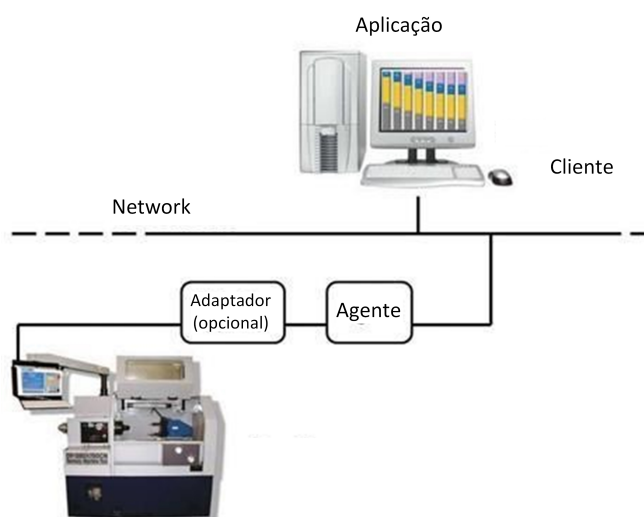 Aplicação
Cliente
Network
Adaptador
(opcional)
Agente